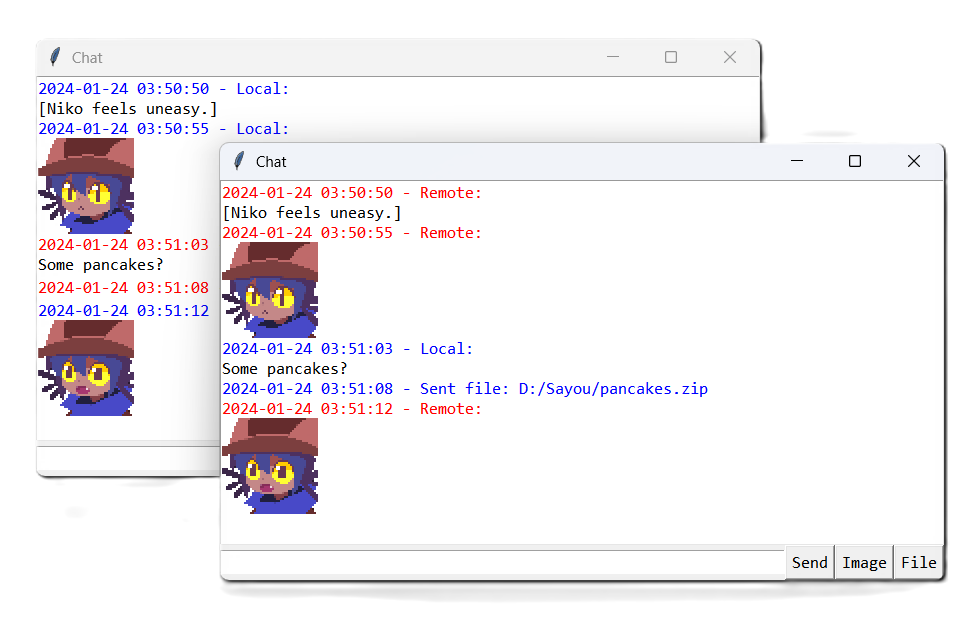 Chat
2024-01-24 03:50:50 - Local:
[Niko feels uneasy.]
2024-01-24 03:50:55 - Local:
2024-01-24 03:51:03
Some pancakes?
2024-01-24 03:51:08
2024-01-24 03:51:12
Chat
2024-01-24 03:50:50 - Remote:
[Niko feels uneasy.]
2024-01-24 03:50:55 - Remote:
2024-01-24 03:51:03 - Local:
Some pancakes?
2024-01-24 03:51:08 - Sent file: D:/Sayou/pancakes.zip
2024-01-24 03:51:12 - Remote:
Send Image File